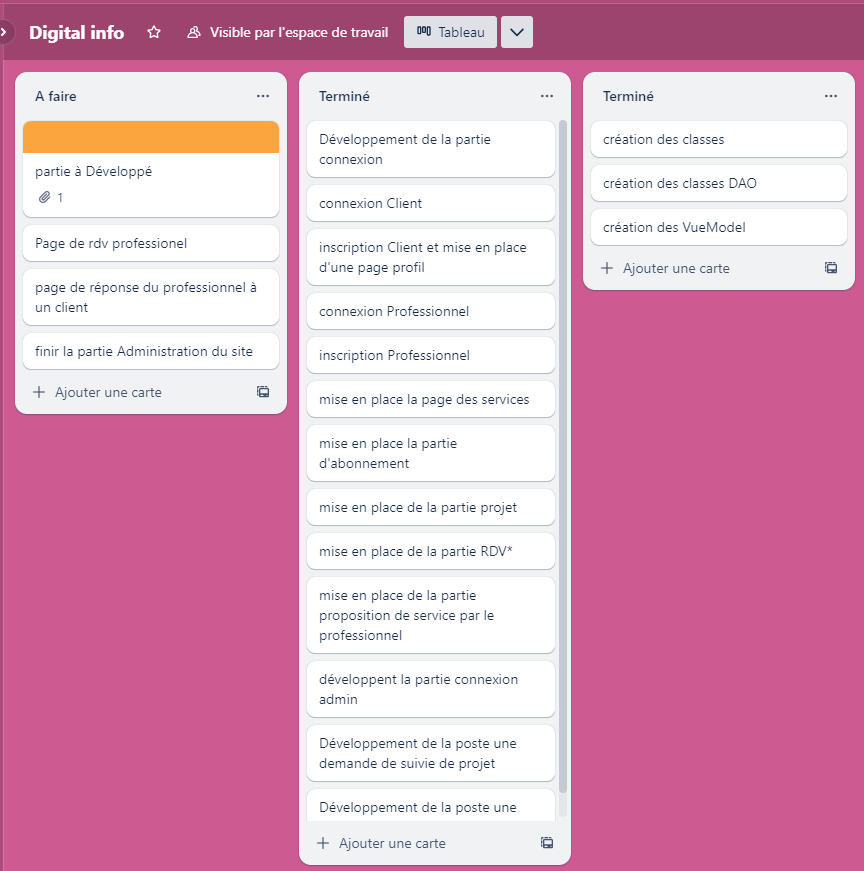 Digital info
Visible par l'espace de travail
Tableau
A faire
partie à Développé
1
Page de rdv professionel
page de réponse du professionnel à
un client
finir la partie Administration du site
Ajouter une carte
Terminé
Développement de la partie
connexion
connexion Client
inscription Client et mise en place
d'une page profil
connexion Professionnel
inscription Professionnel
mise en place la page des services
mise en place la partie
d'abonnement
mise en place de la partie projet
mise en place de la partie RDV*
mise en place de la partie
proposition de service par le
professionnel
développent la partie connexion
admin
Développement de la poste une
demande de suivie de projet
Développement de la poste une
Ajouter une carte
Terminé
création des classes
création des classes DAO
création des VueModel
Ajouter une carte